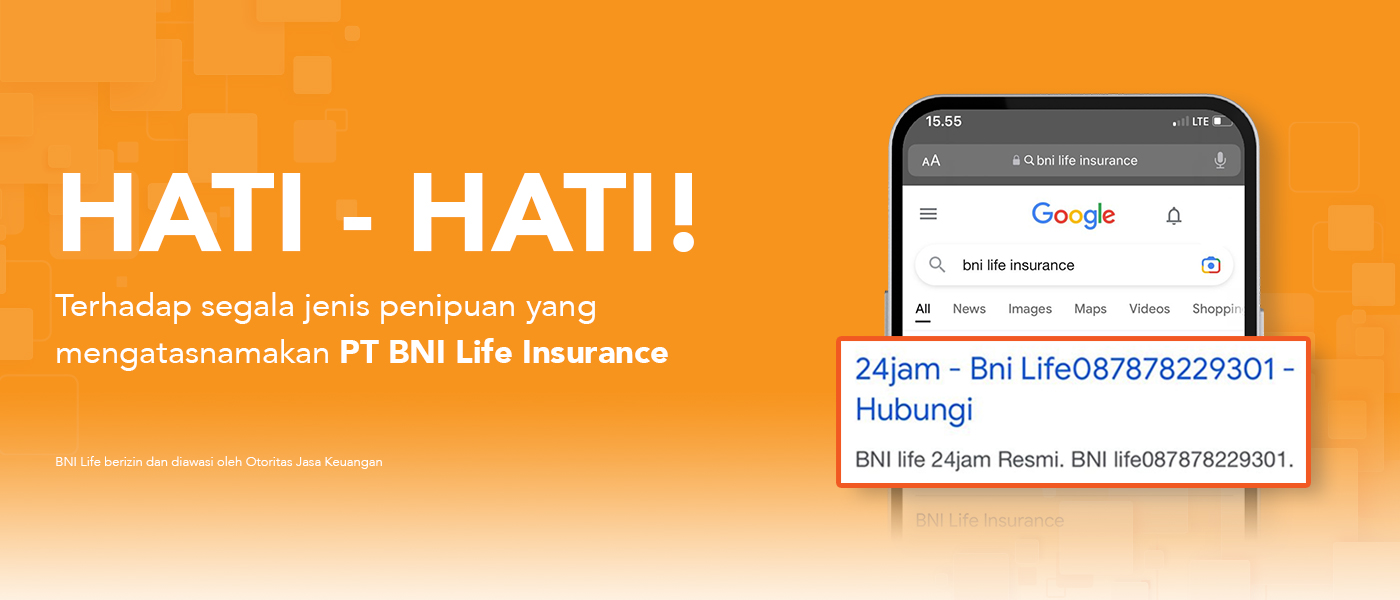 HATI - HATI!
Terhadap segala jenis penipuan yang
mengatasnamakan PT BNI Life Insurance
BNI Life berizin dan diawasi oleh Otoritas Jasa Keuangan
15.55
LTE
AA
bni life insurance
Google
bni life insurance
All News Images Maps Videos Shoppin
24jam - Bni Life087878229301 -
Hubungi
BNI life 24jam Resmi. BNI life087878229301.
BNI Life Insurance